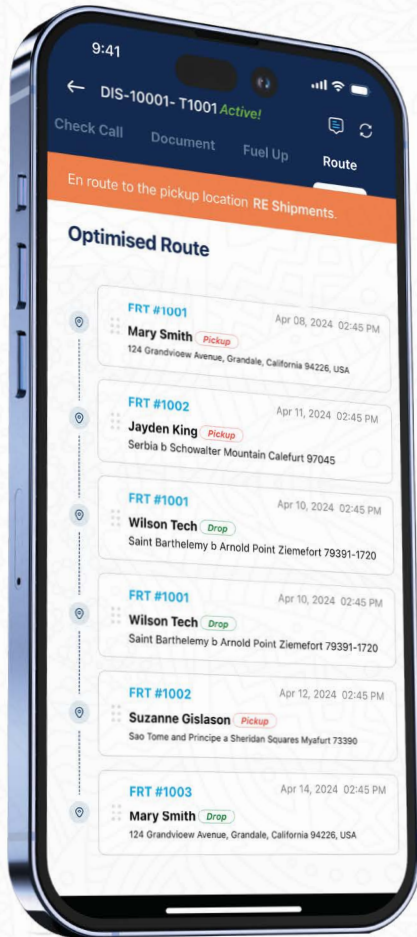 9:41
DIS-10001- T1001 Active!
Check Call Document Fuel Up Route
En route to the pickup location RE Shipments.
Optimised Route
FRT #1001 Apr 08, 2024 02:45 PM
Mary Smith Pickup
124 Grandvioew Avenue, Grandale, California 94226, USA
FRT #1002 Apr 11, 2024 02:45 PM
Jayden King Pickup
Serbia b Schowalter Mountain Calefurt 97045
FRT #1001 Apr 10, 2024 02:45 PM
Wilson Tech Drop
Saint Barthelemy b Arnold Point Ziemefort 79391-1720
FRT #1001 Apr 10, 2024 02:45 PM
Wilson Tech Drop
Saint Barthelemy b Arnold Point Ziemefort 79391-1720
FRT #1002 Apr 12, 2024 02:45 PM
Suzanne Gislason Pickup
Sao Tome and Principe a Sheridan Squares Myafurt 73390
FRT #1003 Apr 14, 2024 02:45 PM
Mary Smith Drop
124 Grandvioew Avenue, Grandale, California 94226, USA